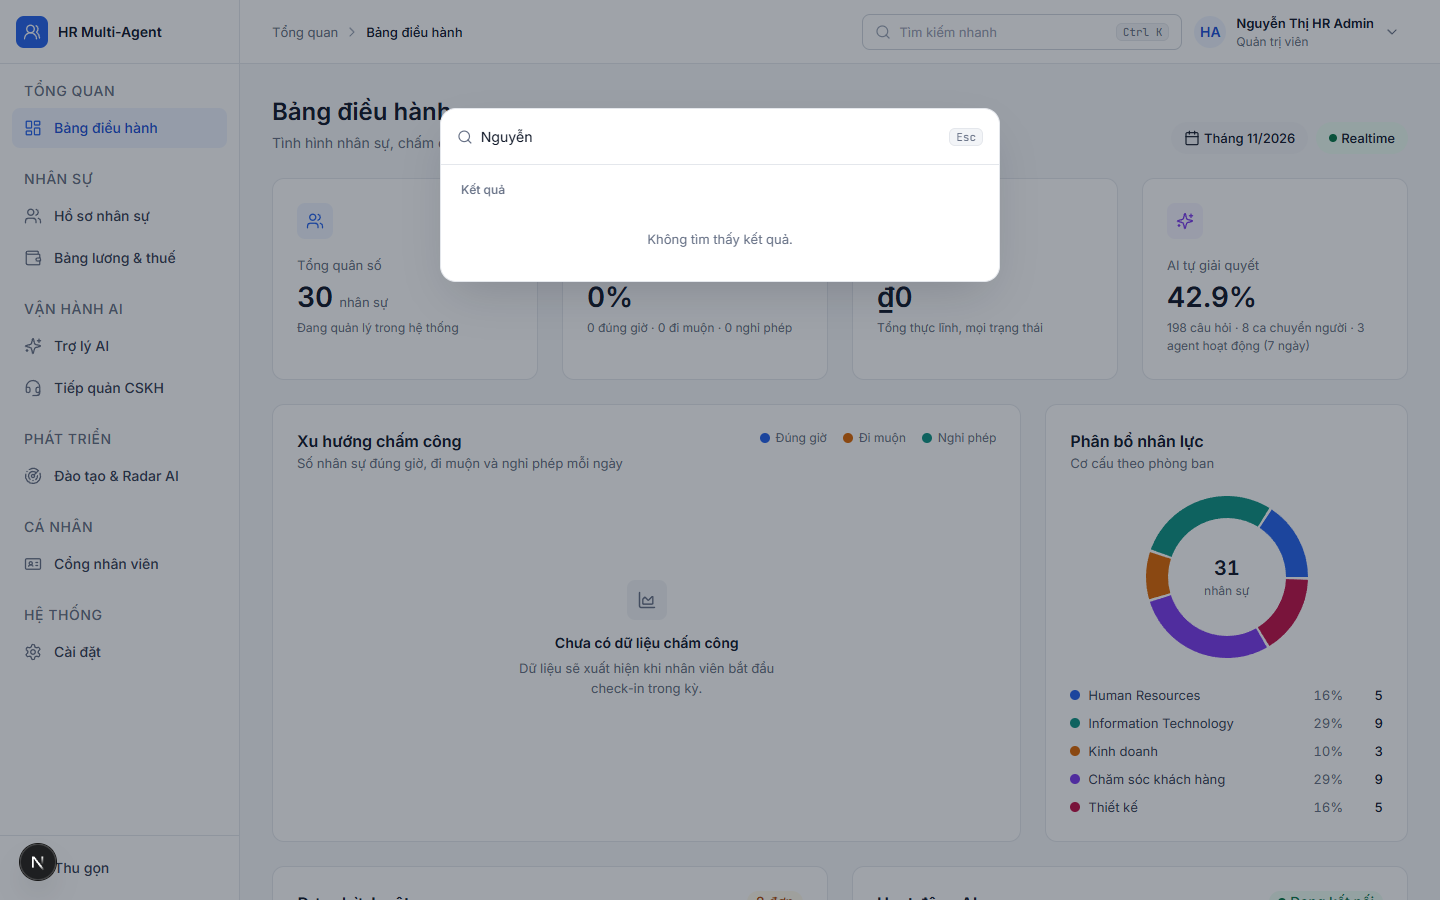 HR Multi-Agent
Tổng quan > Bảng điều hành
Tìm kiếm nhanh
Ctrl K
HA
Nguyễn Thị HR Admin
Quản trị viên
TỔNG QUAN
Bảng điều hành
NHÂN SỰ
Hồ sơ nhân sự
Bảng lương & thuế
VẬN HÀNH AI
Trợ lý AI
Tiếp quản CSKH
PHÁT TRIỂN
Đào tạo & Radar AI
CÁ NHÂN
Cổng nhân viên
HỆ THỐNG
Cài đặt
N
Thu gọn
Bảng điều hành
Tình hình nhân sự, chấm
Tháng 11/2026
Realtime
Nguyễn
Esc
Kết quả
Không tìm thấy kết quả.
Tổng quân số
30 nhân sự
Đang quản lý trong hệ thống
0%
0 đúng giờ · 0 đi muộn · 0 nghỉ phép
₫0
Tổng thực lĩnh, mọi trạng thái
AI tự giải quyết
42.9%
198 câu hỏi · 8 ca chuyển người · 3
agent hoạt động (7 ngày)
Xu hướng chấm công
Số nhân sự đúng giờ, đi muộn và nghỉ phép mỗi ngày
Đúng giờ
Đi muộn
Nghỉ phép
Chưa có dữ liệu chấm công
Dữ liệu sẽ xuất hiện khi nhân viên bắt đầu
check-in trong kỳ.
Phân bổ nhân lực
Cơ cấu theo phòng ban
31
nhân sự
Human Resources 16% 5
Information Technology 29% 9
Kinh doanh 10% 3
Chăm sóc khách hàng 29% 9
Thiết kế 16% 5